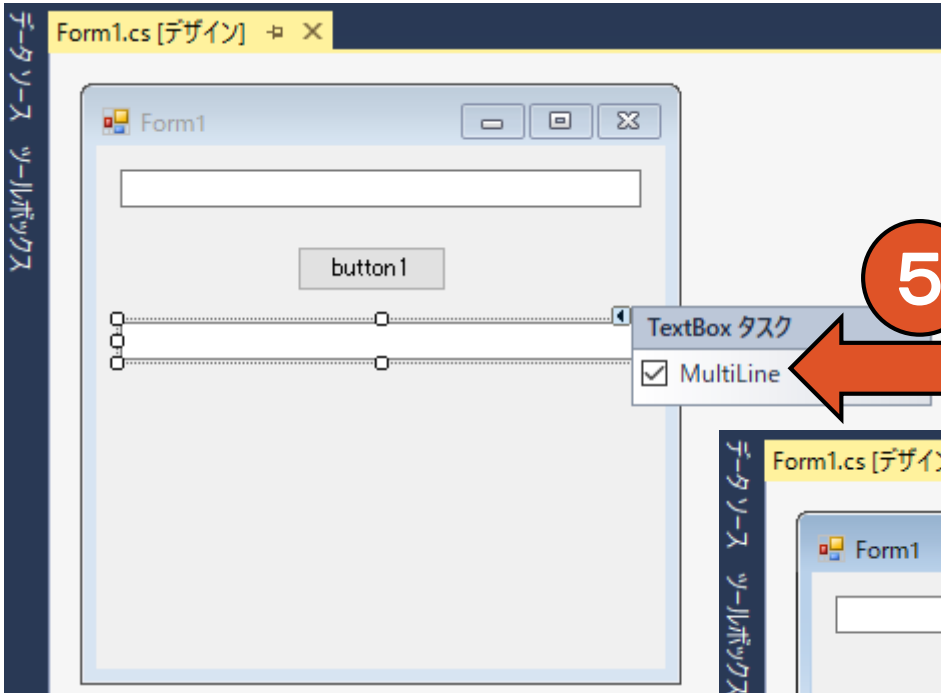 データ ソース
ツールボックス
Form1.cs [デザイン]
Form1
button1
TextBox タスク
MultiLine
5
データ ソース
ツールボックス
Form1.cs [デザイン
Form1